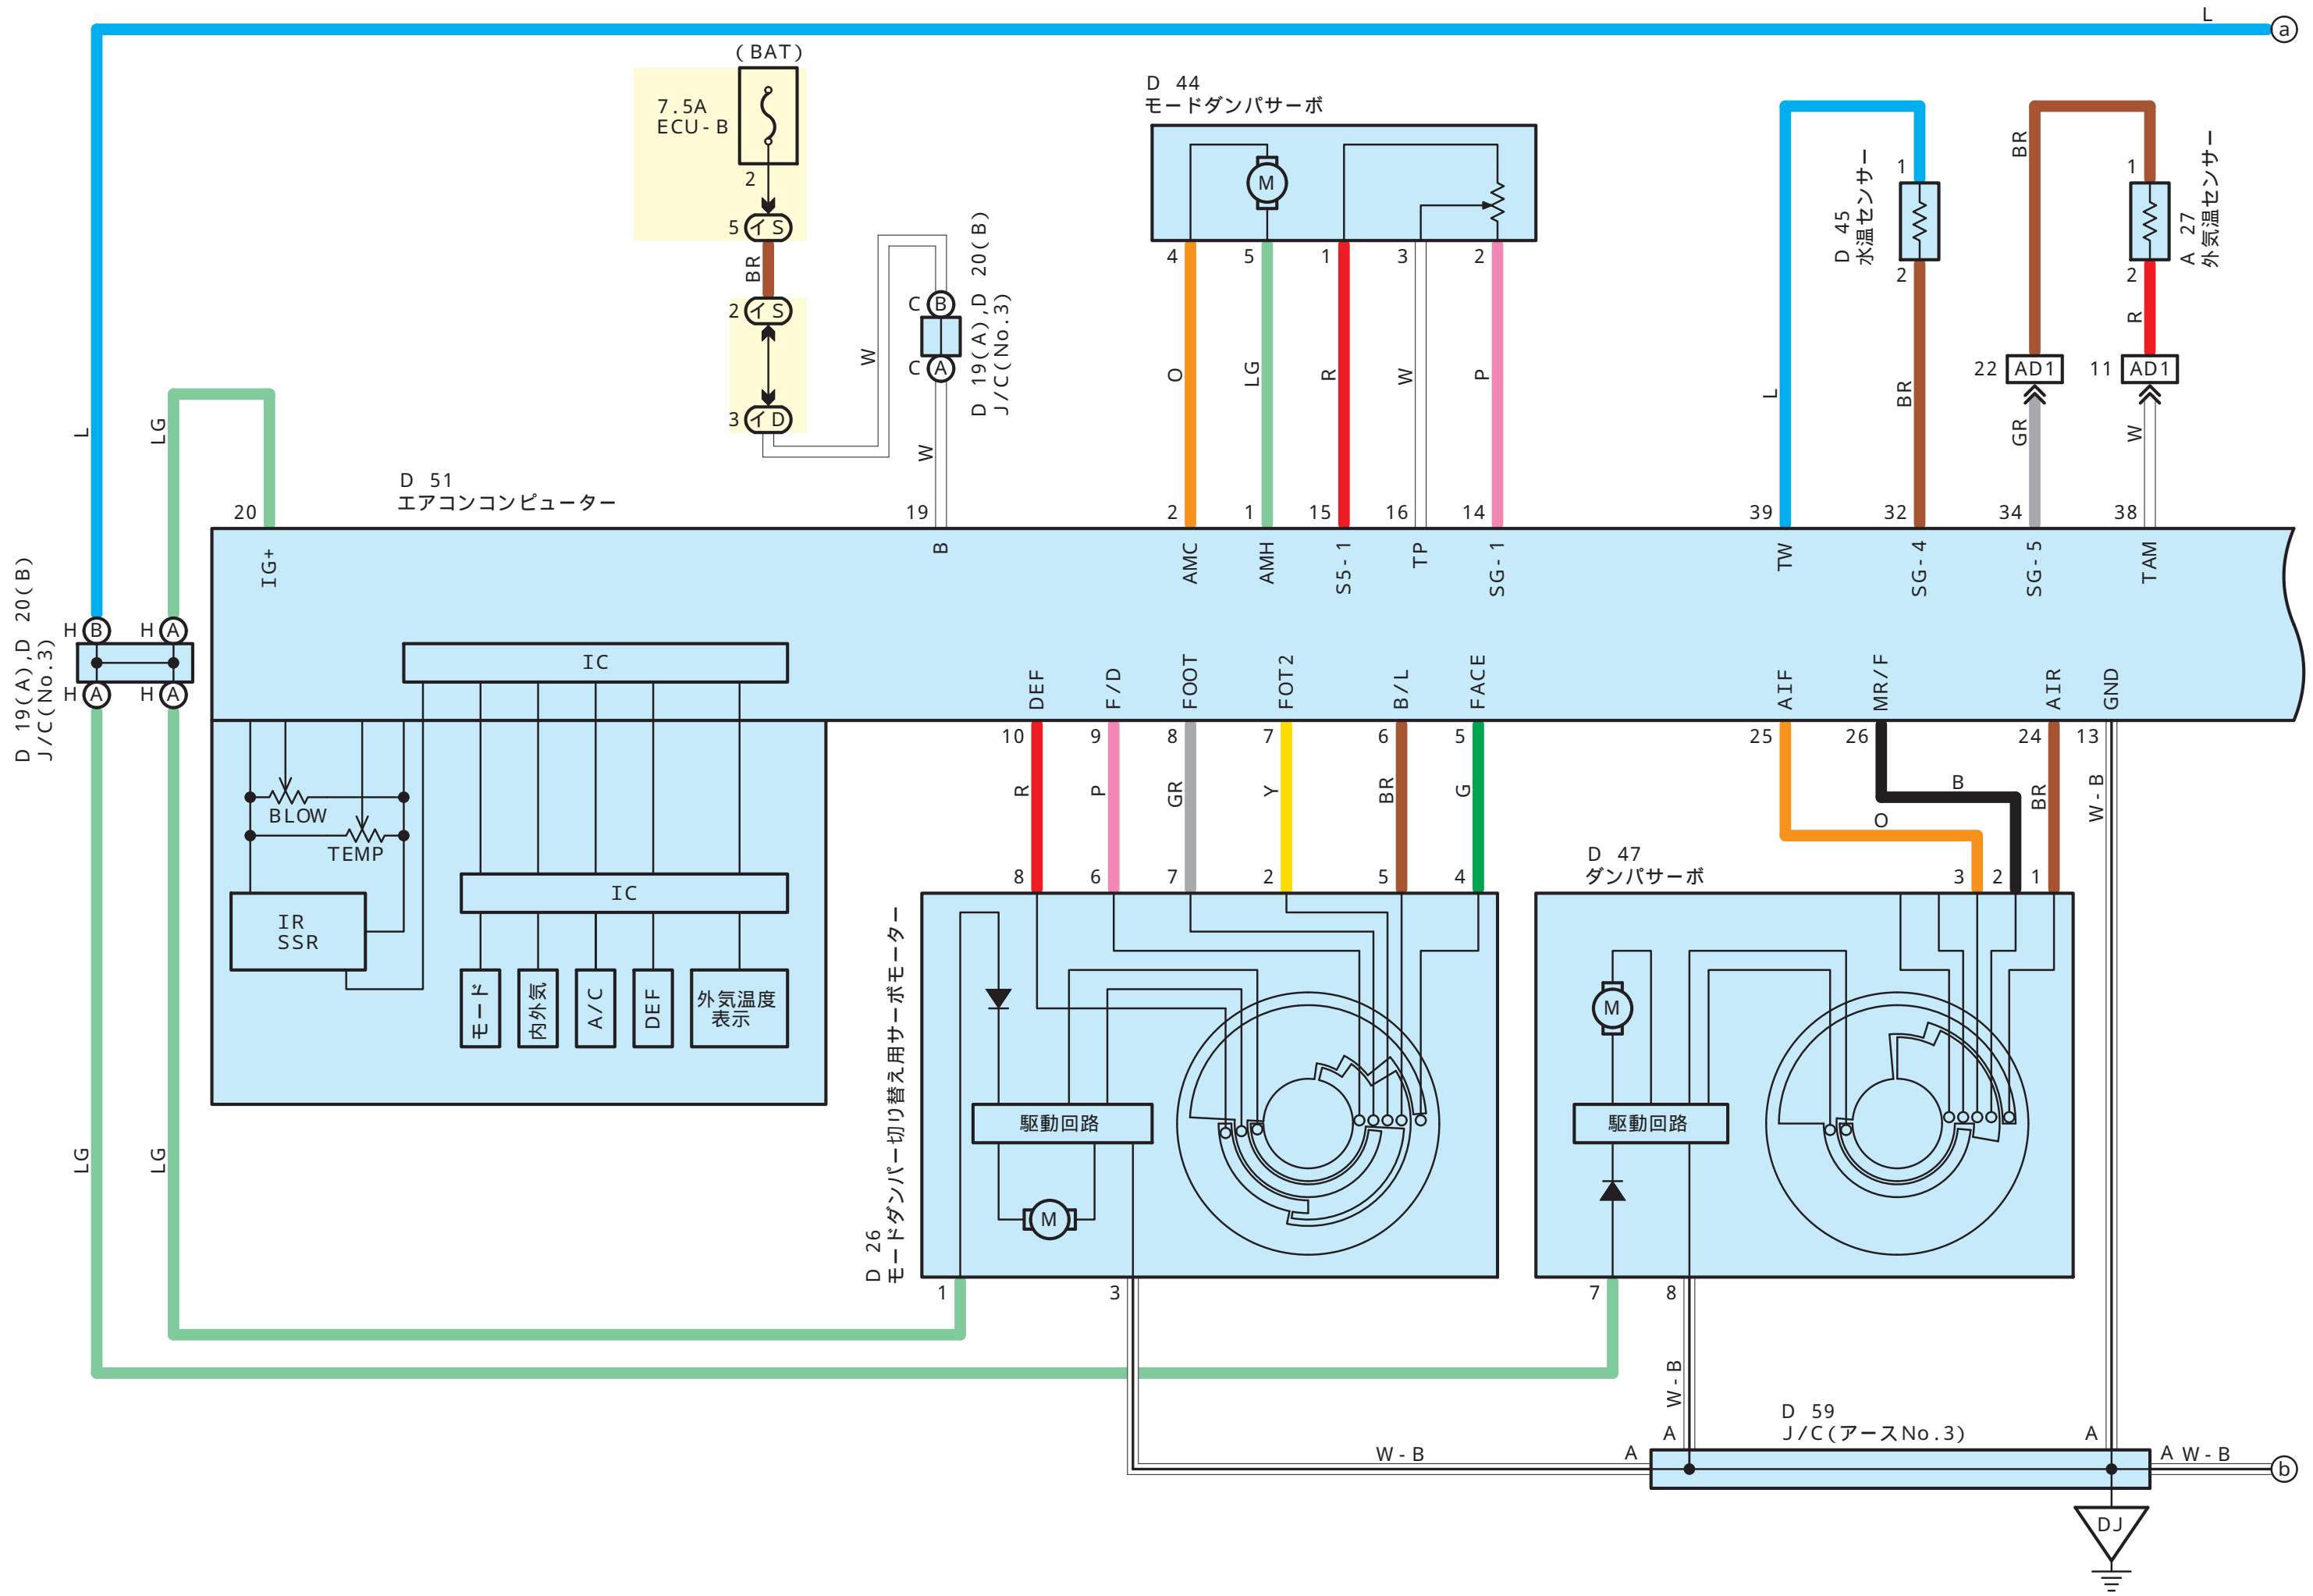 L
a
(BAT)
7.5A
ECU-B
2
5
イS
BR
2
イS
3
イD
W
C
B
C
A
D 19(A),D 20(B)
J/C(No.3)
W
D 44
モードダンパサーボ
M
4
5
1
3
2
O
LG
R
W
P
D 45
水温センサー
1
2
L
BR
A 27
外気温センサー
BR
1
2
R
22
AD1
11
AD1
GR
W
L
LG
D 51
エアコンコンピューター
20
19
2
1
15
16
14
39
32
34
38
IG+
B
AMC
AMH
S5-1
TP
SG-1
TW
SG-4
SG-5
TAM
D 19(A),D 20(B)
J/C(No.3)
H
B
H
A
H
A
H
A
IC
DEF
F/D
FOOT
FOT2
B/L
FACE
AIF
MR/F
AIR
GND
10
9
8
7
6
5
25
26
24
13
R
P
GR
Y
BR
G
B
O
BR
W-B
BLOW
TEMP
IR
SSR
IC
モード
内外気
A/C
DEF
外気温度
表示
8
6
7
2
5
4
D 47
ダンパサーボ
3
2
1
D 26
モードダンパー切り替え用サーボモーター
駆動回路
M
M
駆動回路
LG
LG
1
3
7
8
W-B
D 59
J/C(アースNo.3)
W-B
A
A
A
A
W-B
b
DJ